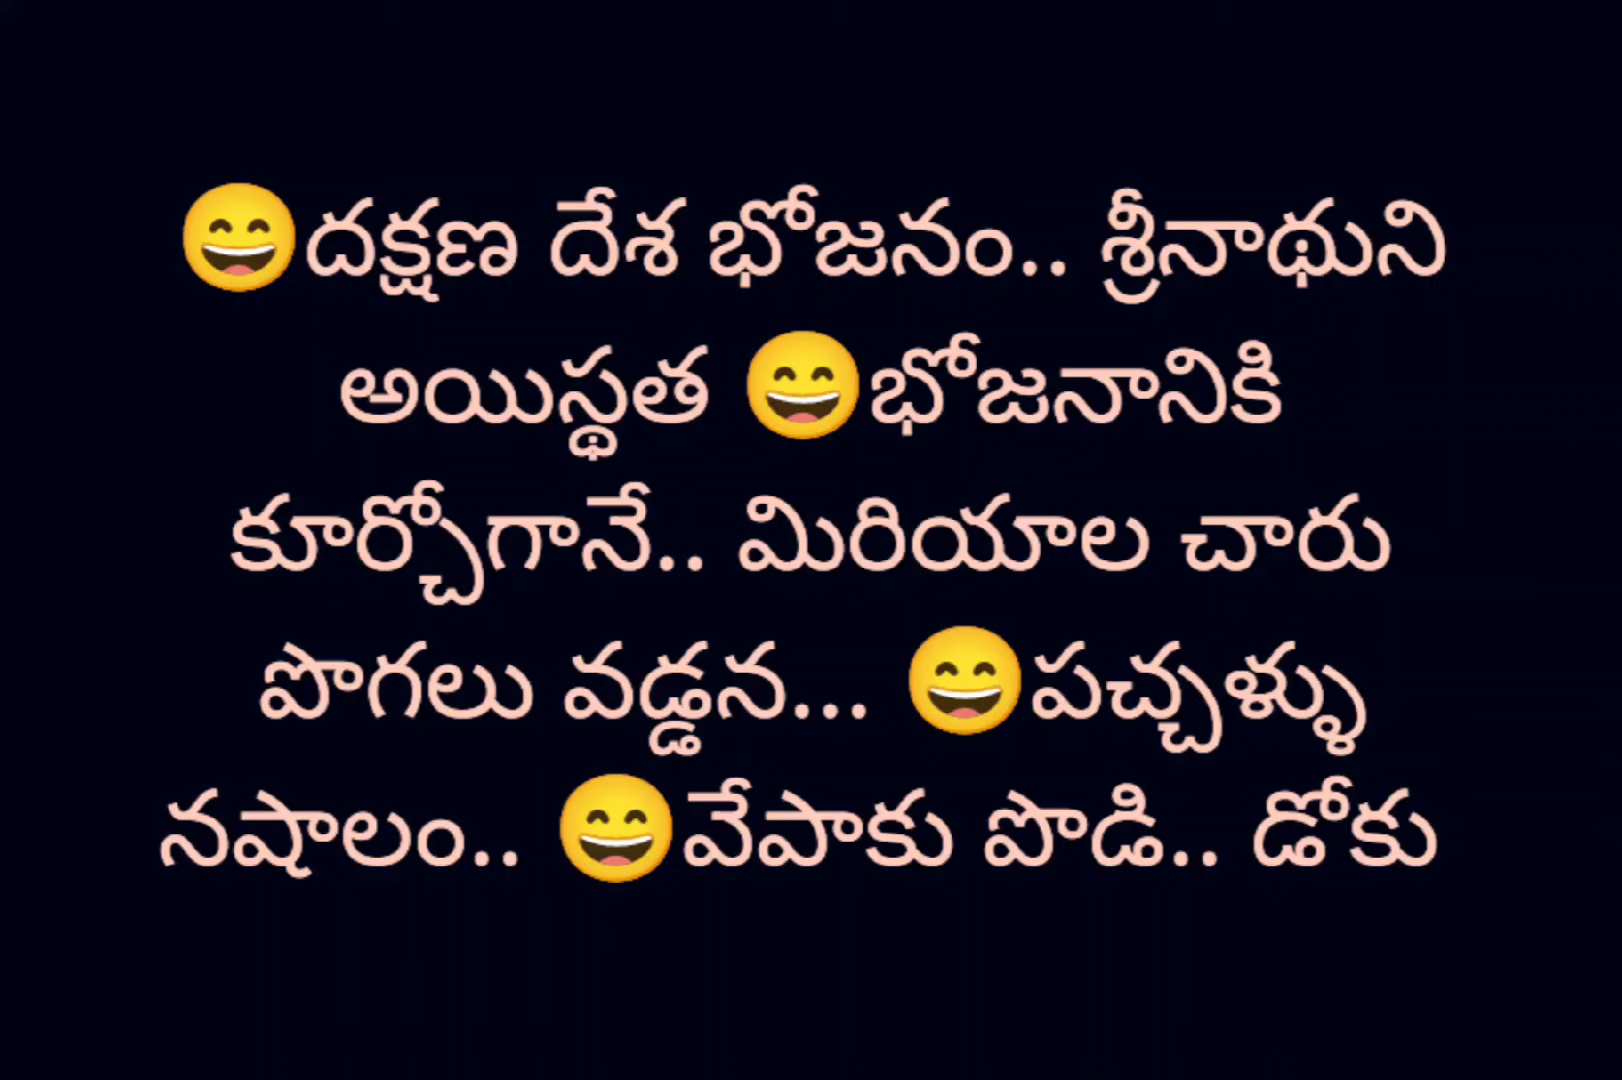 😄దక్షణ దేశ భోజనం.. శ్రీనాథుని
అయిస్థత 😄భోజనానికి
కూర్చోగానే.. మిరియాల చారు
పొగలు వడ్డన... 😄పచ్చళ్ళు
నషాలం.. 😄వేపాకు పొడి.. డోకు